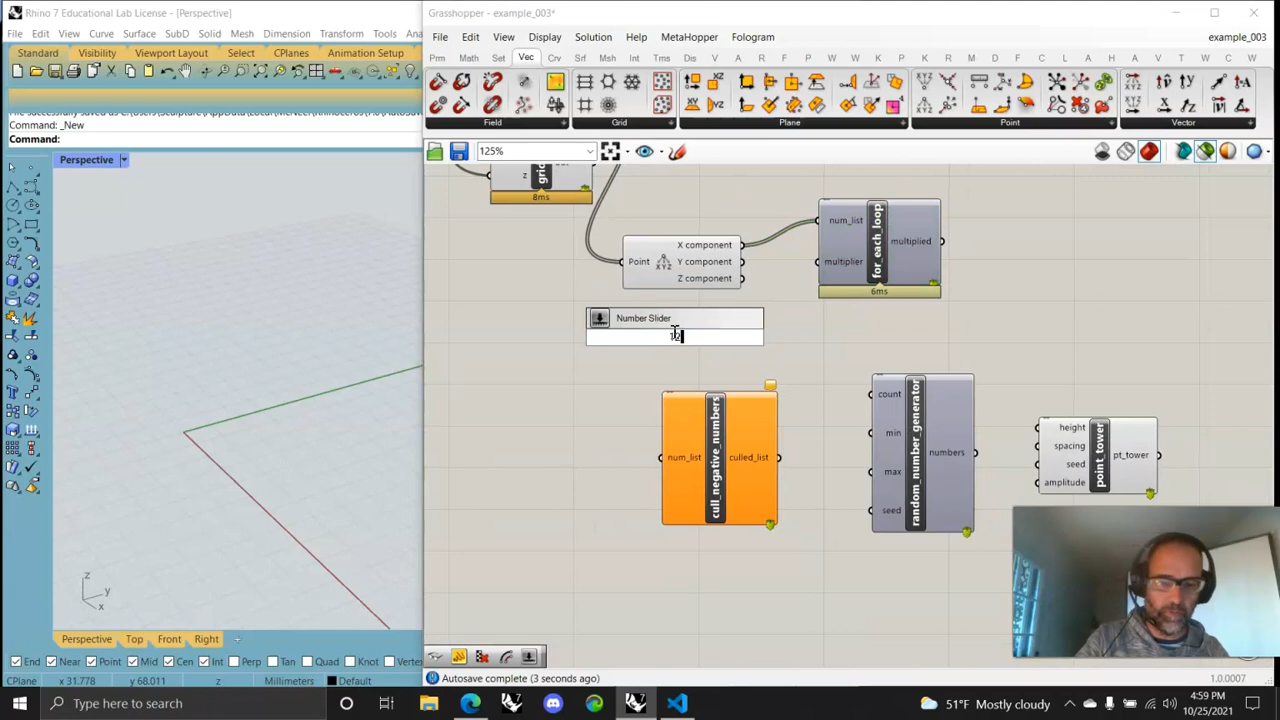 Rhino 7 Educational Lab License - [Perspective]
File Edit View Curve Surface SubD Solid Mesh Dimension Transform Tools
Standard Visibility Viewport Layout Select CPlanes Animation Setup
Command: _New
Command:
Perspective
z
y
x
Perspective Top Front Right
End Near Point Mid Cen Int Perp Tan Quad Knot Vertex
CPlane x 31.778 y 68.011 z Millimeters Default
Grasshopper - example_003*
File Edit View Display Solution Help MetaHopper Fologram example_003
Prm Math Set Vec Crv Srf Msh Int Trns Dis V T R U F P W K L H N S M D P K L B H E A V D C W
Field Grid Plane Point Vector
125%
z
8ms
Point
X component
Y component
Z component
num_list
multiplier
for_each_loop
multiplied
6ms
Number Slider
12
num_list
cull_negative_numbers
culled_list
count
min
max
seed
random_number_generator
numbers
height
spacing
seed
amplitude
point_tower
pt_tower
Autosave complete (3 seconds ago)
1.0.0007
Type here to search
51°F Mostly cloudy
4:59 PM
10/25/2021